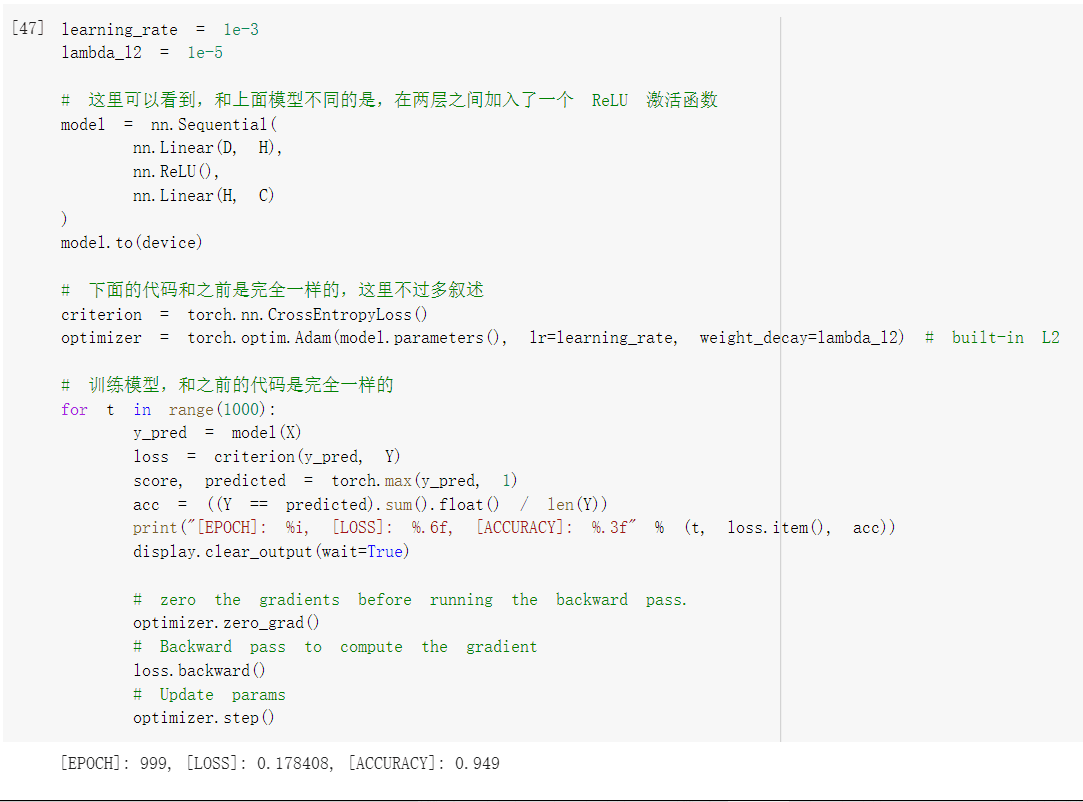 [47] learning_rate = 1e-3
lambda_l2 = 1e-5
# 这里可以看到，和上面模型不同的是，在两层之间加入了一个 ReLU 激活函数
model = nn.Sequential(
nn.Linear(D, H),
nn.ReLU(),
nn.Linear(H, C)
)
model.to(device)
# 下面的代码和之前是完全一样的，这里不过多叙述
criterion = torch.nn.CrossEntropyLoss()
optimizer = torch.optim.Adam(model.parameters(), lr=learning_rate, weight_decay=lambda_l2) # built-in L2
# 训练模型，和之前的代码是完全一样的
for t in range(1000):
y_pred = model(X)
loss = criterion(y_pred, Y)
score, predicted = torch.max(y_pred, 1)
acc = ((Y == predicted).sum().float() / len(Y))
print("[EPOCH]: %i, [LOSS]: %.6f, [ACCURACY]: %.3f" % (t, loss.item(), acc))
display.clear_output(wait=True)
# zero the gradients before running the backward pass.
optimizer.zero_grad()
# Backward pass to compute the gradient
loss.backward()
# Update params
optimizer.step()
[EPOCH]: 999, [LOSS]: 0.178408, [ACCURACY]: 0.949